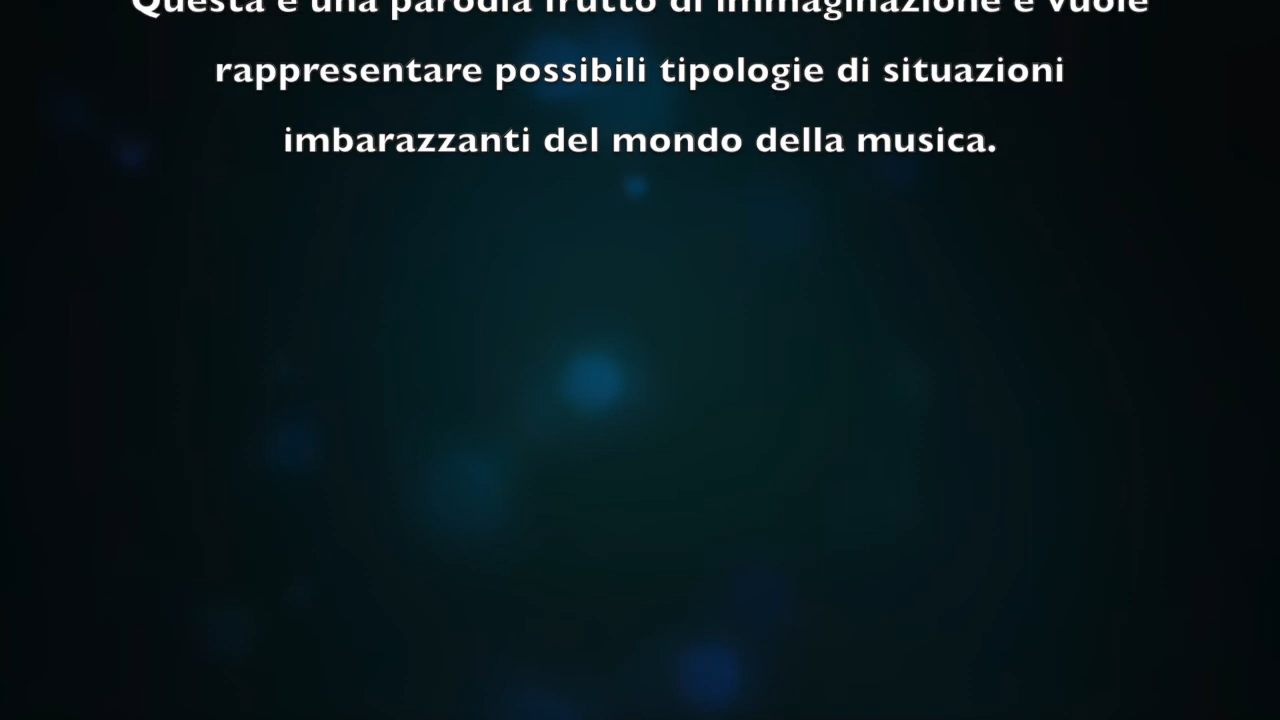 Questa è una parodia frutto di immaginazione e vuole
rappresentare possibili tipologie di situazioni
imbarazzanti del mondo della musica.